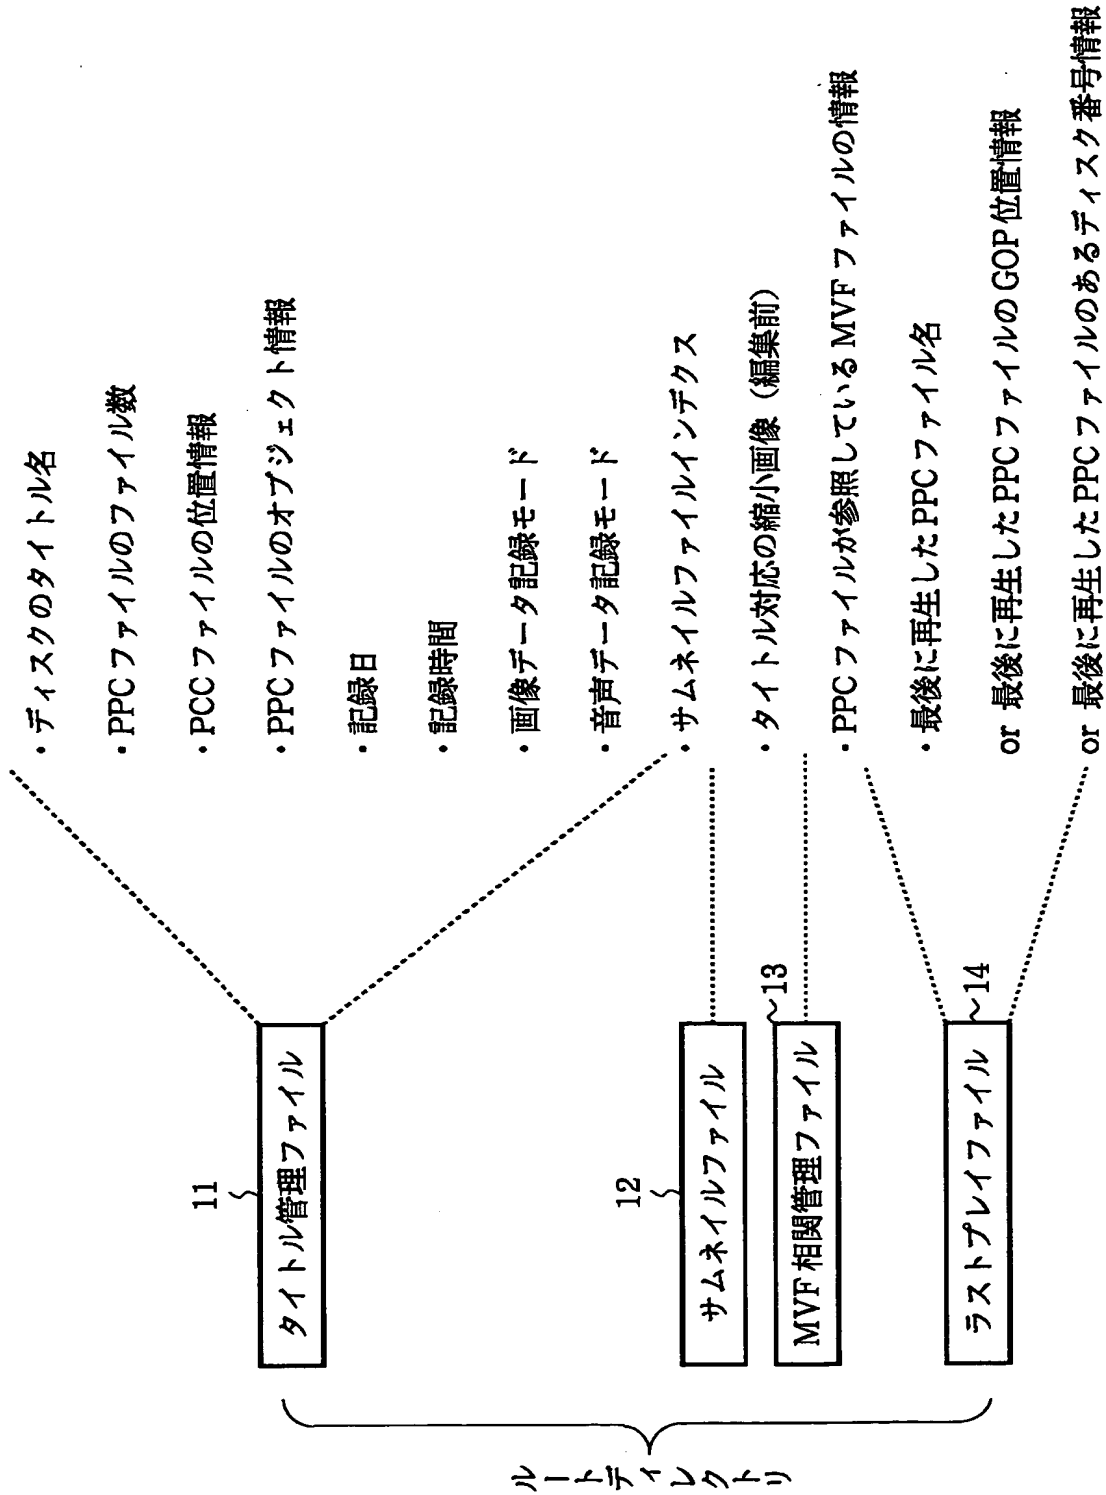 ルートディレクトリ
11
タイトル管理ファイル
・ディスクのタイトル名
・PPCファイルのファイル数
・PCCファイルの位置情報
・PPCファイルのオブジェクト情報
・記録日
・記録時間
・画像データ記録モード
・音声データ記録モード
・サムネイルファイルインデクス
12
サムネイルファイル
・タイトル対応の縮小画像（編集前）
13
MVF相関管理ファイル
・PPCファイルが参照しているMVFファイルの情報
14
ラストプレイファイル
・最後に再生したPPCファイル名
or 最後に再生したPPCファイルのGOP位置情報
or 最後に再生したPPCファイルのあるディスク番号情報